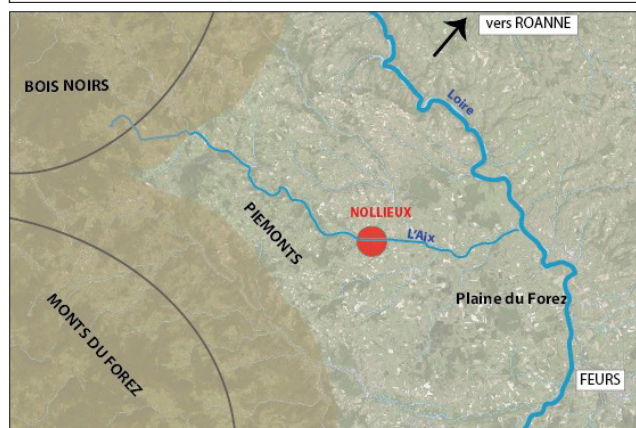 vers ROANNE
BOIS NOIRS
Loire
NOLLIEUX
PIEMONTS
L'Aix
Plaine du Forez
MONTS DU FOREZ
FEURS